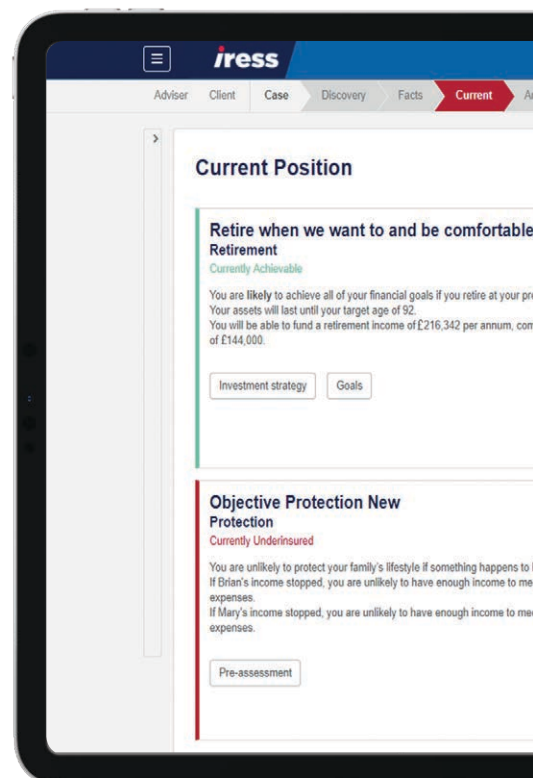 iress
Adviser Client Case Discovery Facts Current
Current Position
Retire when we want to and be comfortable
Retirement
Currently Achievable
You are likely to achieve all of your financial goals if you retire at your
Your assets will last until your target age of 92.
You will be able to fund a retirement income of £216,342 per annum,
of £144,000.
Investment strategy Goals
Objective Protection New
Protection
Currently Underinsured
You are unlikely to protect your family's lifestyle if something happens to
If Brian's income stopped, you are unlikely to have enough income to
expenses.
If Mary's income stopped, you are unlikely to have enough income to
expenses.
Pre-assessment